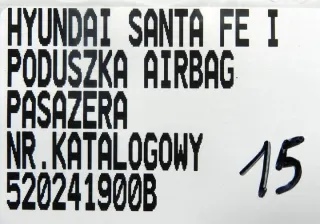 HYUNDAI SANTA FE I
PODUSZKA AIRBAG
PASAZERA
NR.KATALOGOWY
520241900B
15